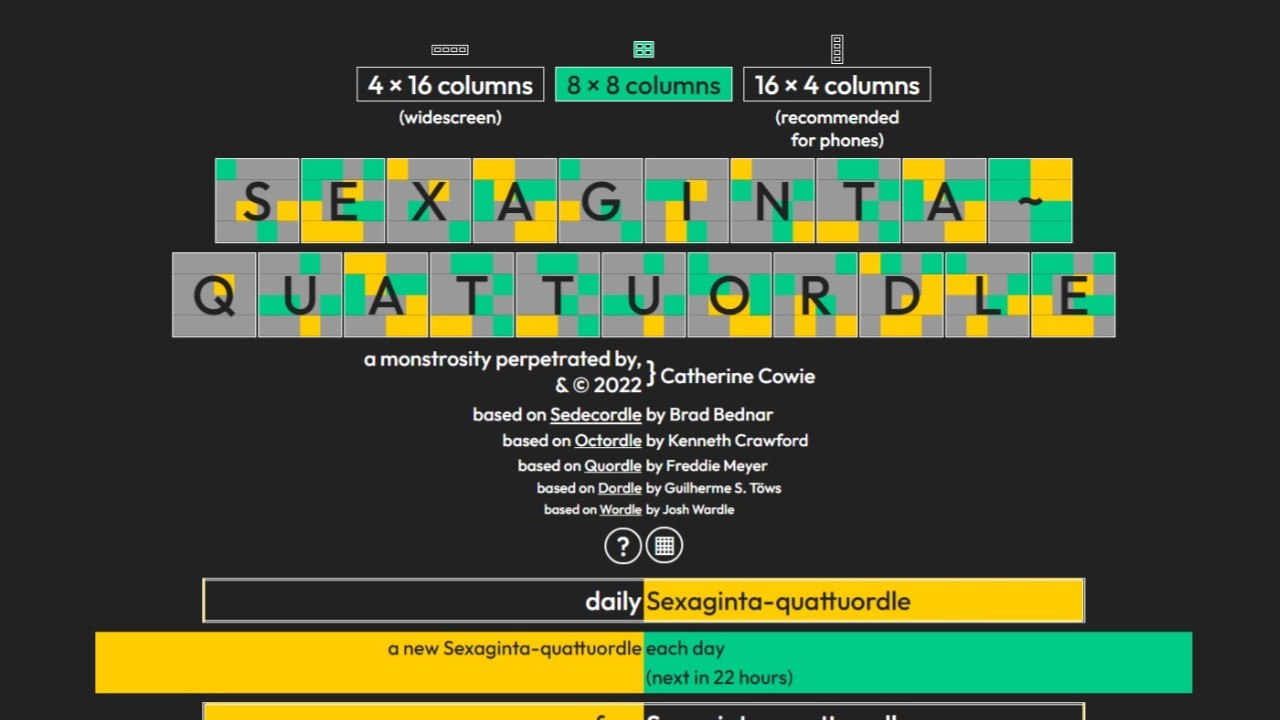 4 × 16 columns 8 × 8 columns 16 × 4 columns
(widescreen) (recommended
for phones)
SEXAGINTA~
QUATTUORDLE
a monstrosity perpetrated by,
& © 2022 } Catherine Cowie
based on Sedecordle by Brad Bednar
based on Octordle by Kenneth Crawford
based on Quordle by Freddie Meyer
based on Dordle by Guilherme S. Töws
based on Wordle by Josh Wardle
?
daily Sexaginta-quattuordle
a new Sexaginta-quattuordle each day
(next in 22 hours)